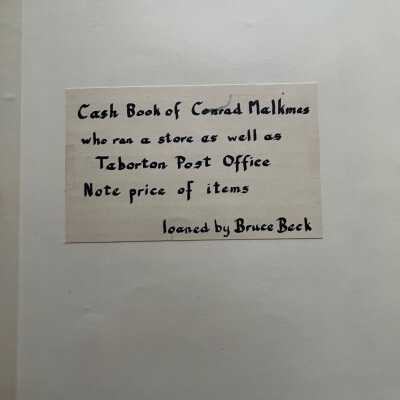 Cash Book of Conrad Malkmes
who ran a store as well as
Taborton Post Office
Note price of items
loaned by Bruce Beck